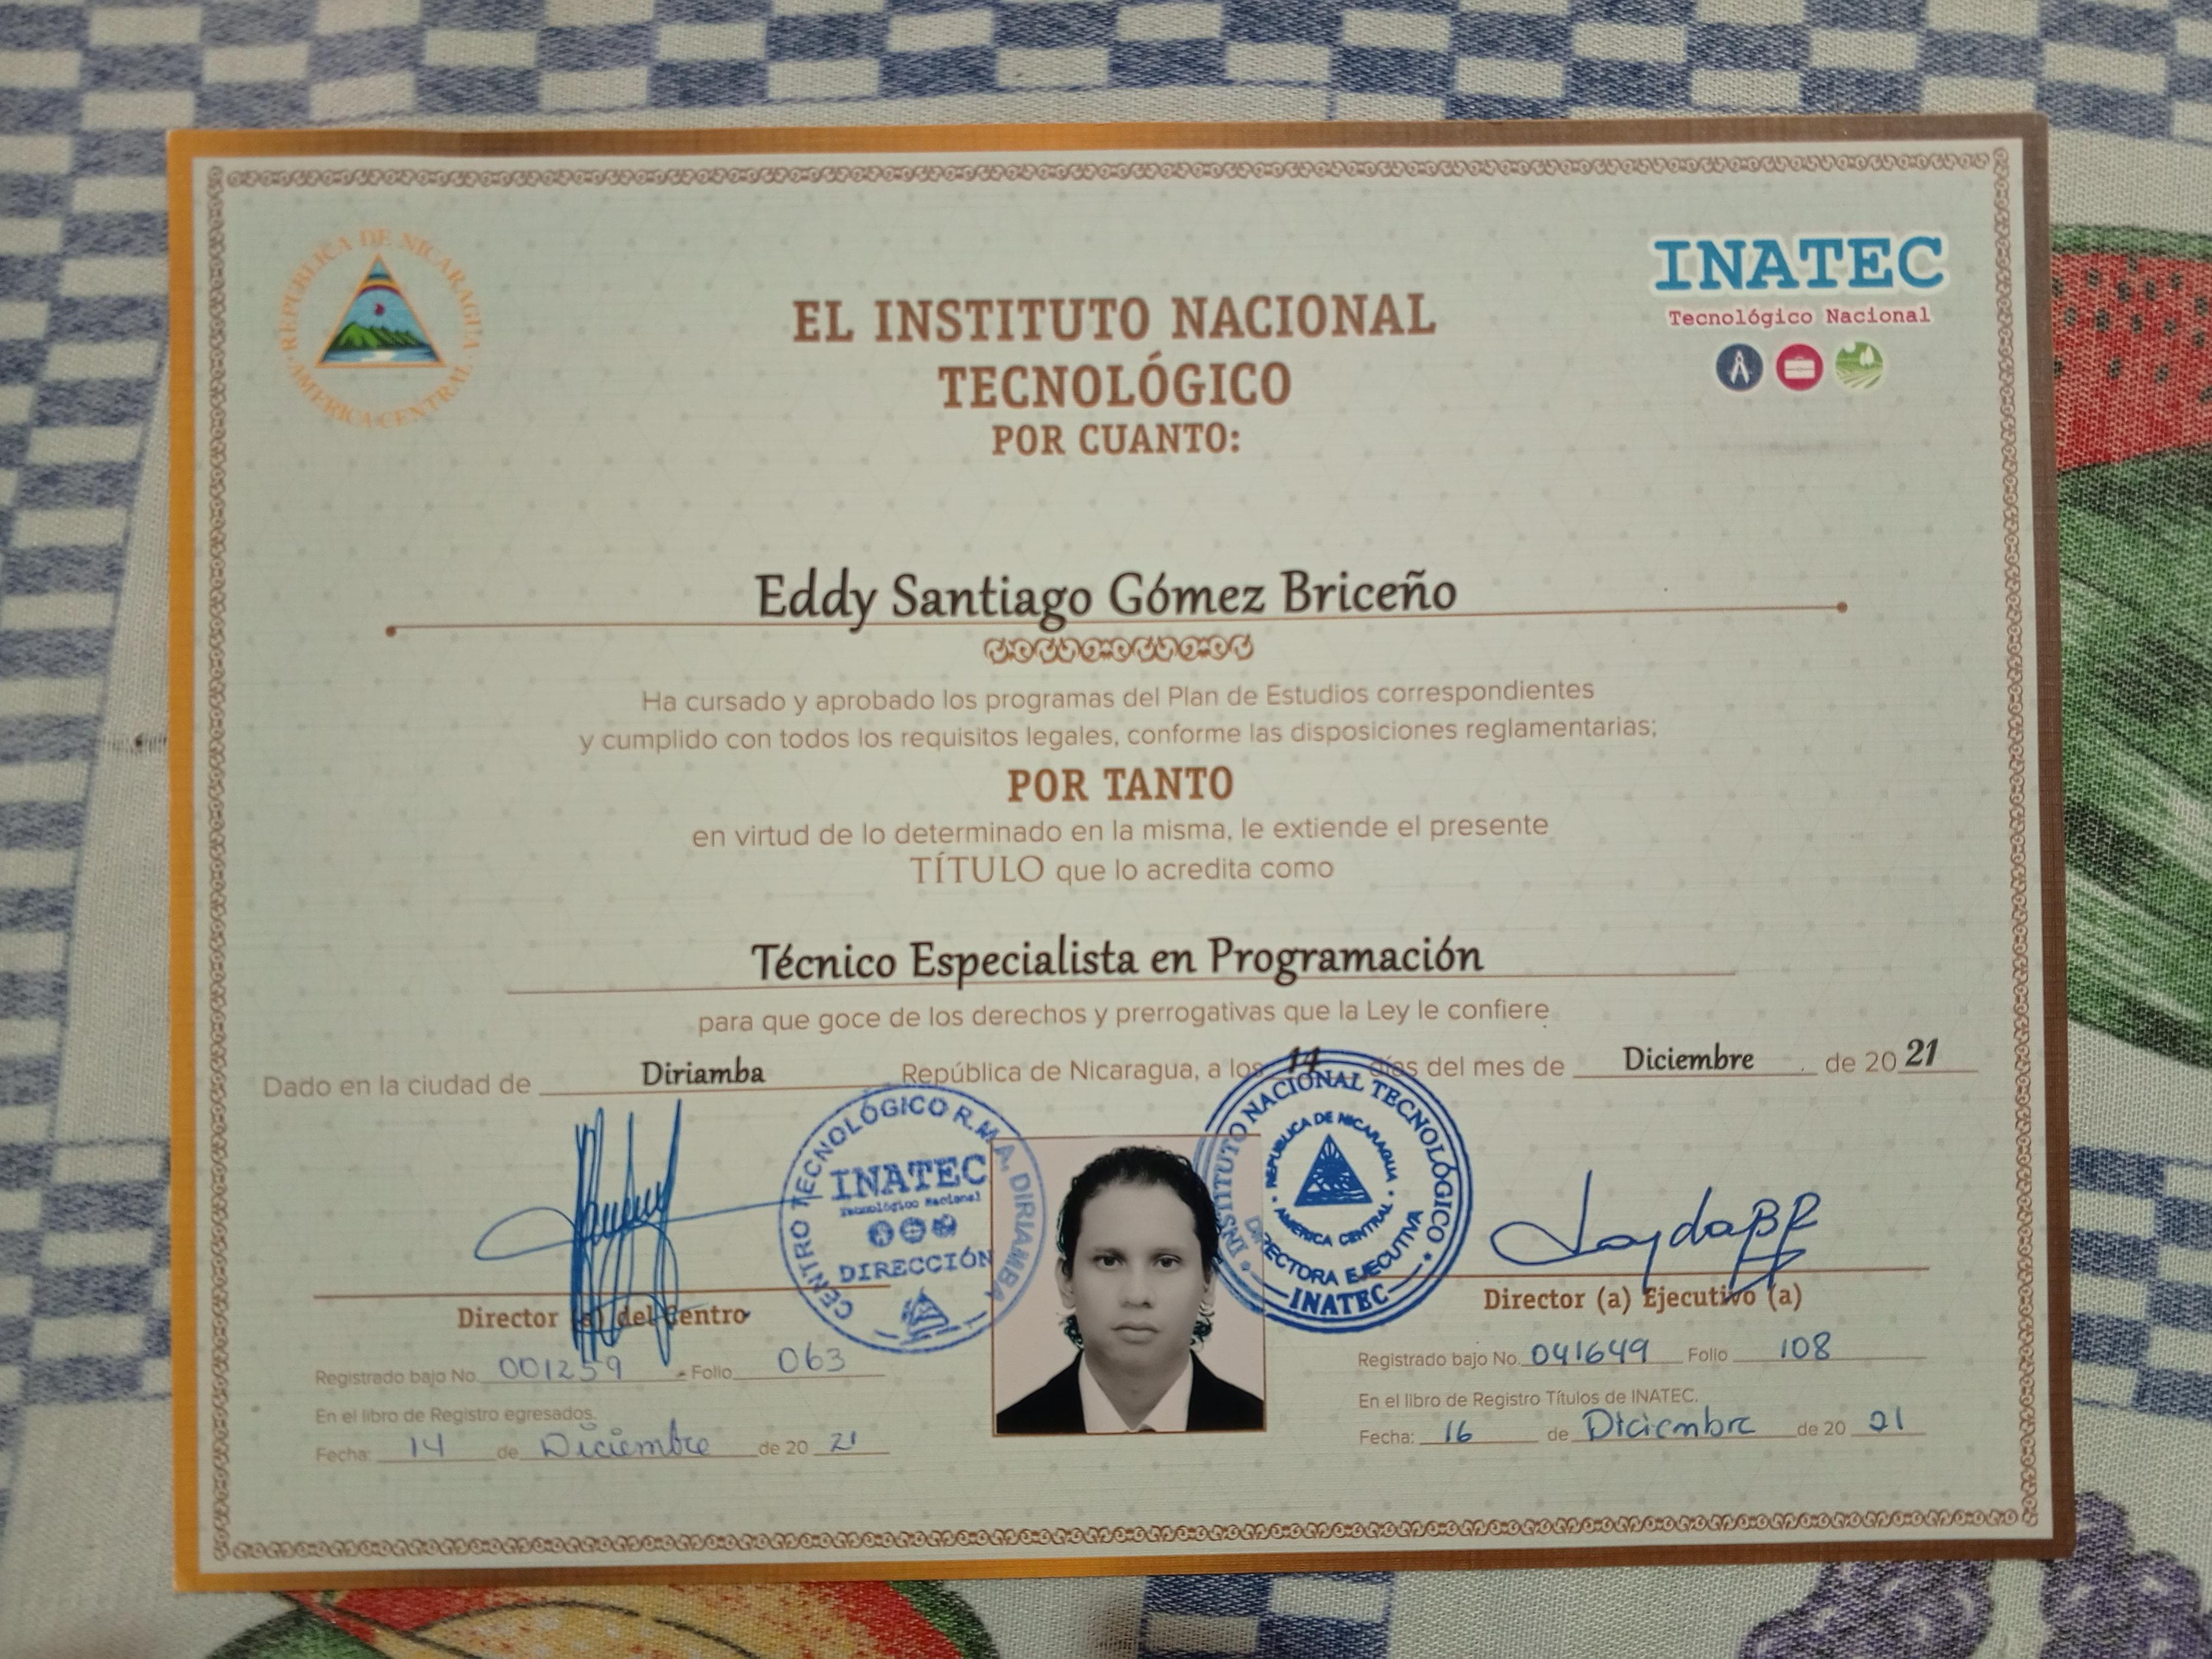 REPÚBLICA DE NICARAGUA
AMÉRICA CENTRAL
INATEC
Tecnológico Nacional
EL INSTITUTO NACIONAL
TECNOLÓGICO
POR CUANTO:
Eddy Santiago Gómez Briceño
Ha cursado y aprobado los programas del Plan de Estudios correspondientes
y cumplido con todos los requisitos legales, conforme las disposiciones reglamentarias;
POR TANTO
en virtud de lo determinado en la misma, le extiende el presente
TÍTULO que lo acredita como
Técnico Especialista en Programación
para que goce de los derechos y prerrogativas que la Ley le confiere
Dado en la ciudad de Diriamba República de Nicaragua, a los 14 días del mes de Diciembre de 2021
CENTRO TECNOLÓGICO R.M.A. DIRIAMBA
INATEC
Tecnológico Nacional
DIRECCIÓN
INSTITUTO NACIONAL TECNOLÓGICO
REPUBLICA DE NICARAGUA
AMERICA CENTRAL
DIRECTORA EJECUTIVA
INATEC
Director (a) del Centro
Registrado bajo No. 001259 Folio 063
En el libro de Registro egresados.
Fecha: 14 de Diciembre de 20 21
Director (a) Ejecutivo (a)
Registrado bajo No. 041649 Folio 108
En el libro de Registro Títulos de INATEC.
Fecha: 16 de Diciembre de 20 21